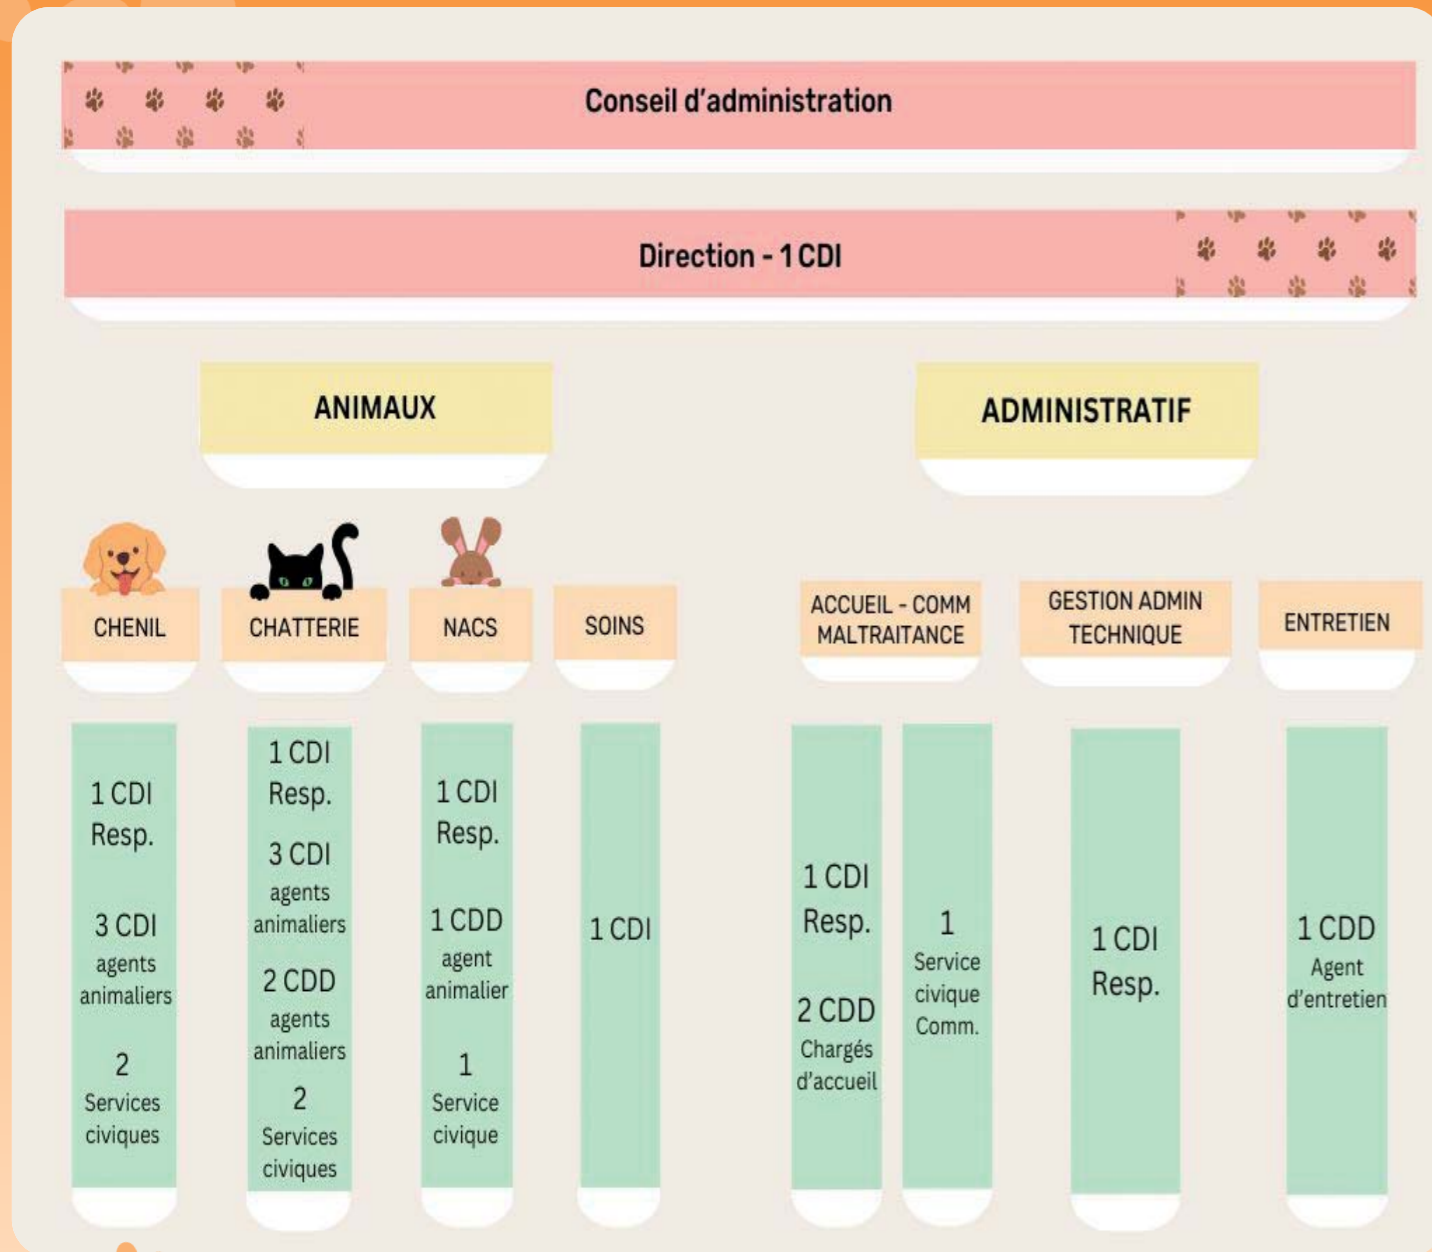 Conseil d'administration
Direction - 1 CDI
ANIMAUX
ADMINISTRATIF
CHENIL
CHATTERIE
NACS
SOINS
ACCUEIL - COMM
MALTRAITANCE
GESTION ADMIN
TECHNIQUE
ENTRETIEN
1 CDI
Resp.
3 CDI
agents
animaliers
2
Services
civiques
1 CDI
Resp.
3 CDI
agents
animaliers
2 CDD
agents
animaliers
2
Services
civiques
1 CDI
Resp.
1 CDD
agent
animalier
1
Service
civique
1 CDI
1 CDI
Resp.
2 CDD
Chargés
d'accueil
1
Service
civique
Comm.
1 CDI
Resp.
1 CDD
Agent
d'entretien